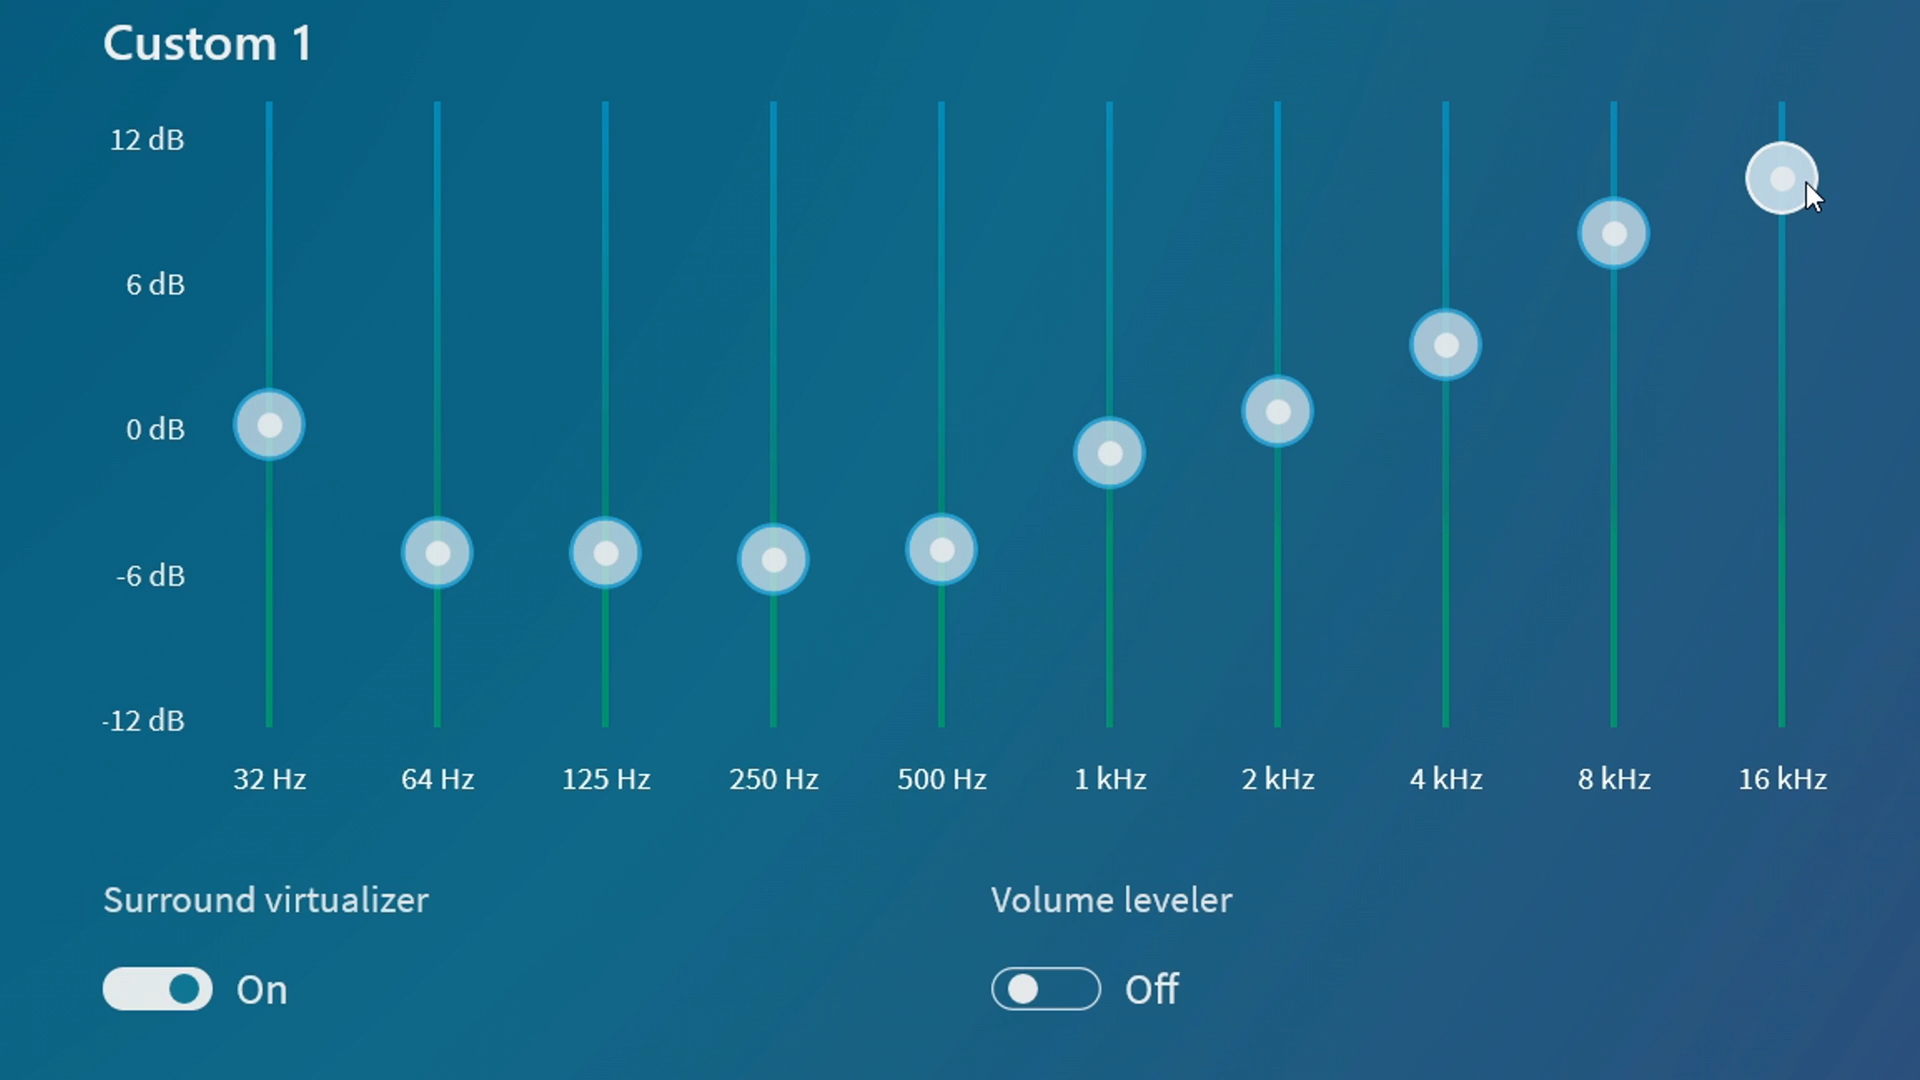 Custom 1
12 dB
6 dB
0 dB
-6 dB
-12 dB
32 Hz 64 Hz 125 Hz 250 Hz 500 Hz 1 kHz 2 kHz 4 kHz 8 kHz 16 kHz
Surround virtualizer Volume leveler
On Off